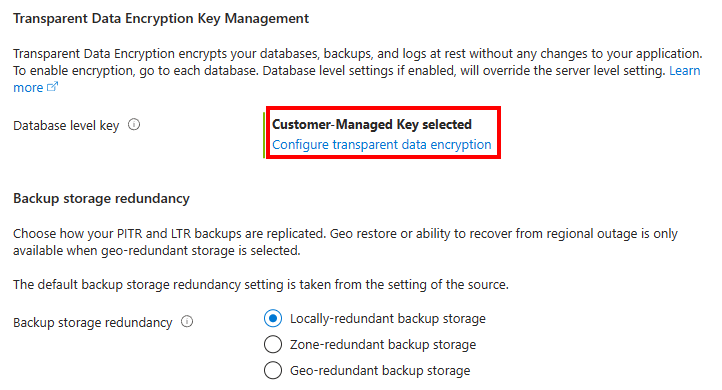 Transparent Data Encryption Key Management
Transparent Data Encryption encrypts your databases, backups, and logs at rest without any changes to your application.
To enable encryption, go to each database. Database level settings if enabled, will override the server level setting. Learn
more
Database level key
Customer-Managed Key selected
Configure transparent data encryption
Backup storage redundancy
Choose how your PITR and LTR backups are replicated. Geo restore or ability to recover from regional outage is only
available when geo-redundant storage is selected.
The default backup storage redundancy setting is taken from the setting of the source.
Backup storage redundancy
Locally-redundant backup storage
Zone-redundant backup storage
Geo-redundant backup storage